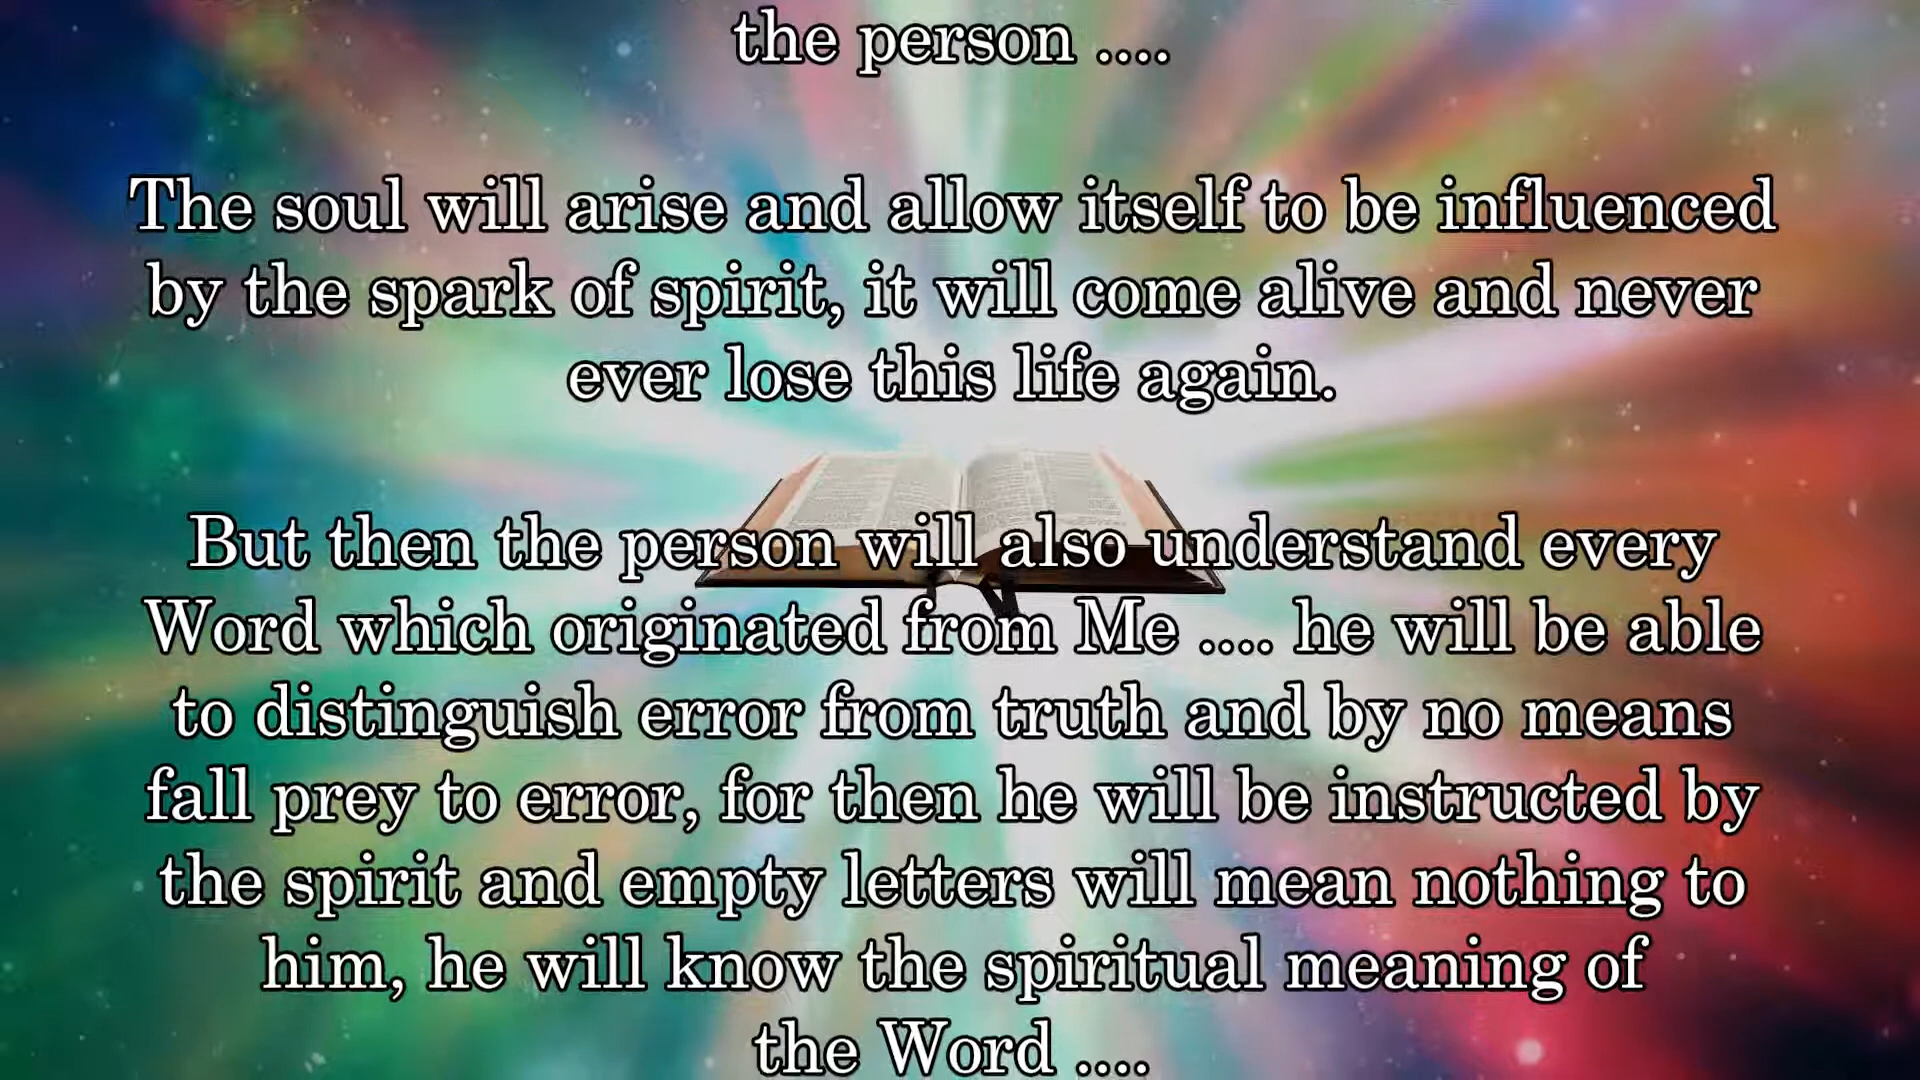 the person ....
The soul will arise and allow itself to be influenced
by the spark of spirit, it will come alive and never
ever lose this life again.
But then the person will also understand every
Word which originated from Me .... he will be able
to distinguish error from truth and by no means
fall prey to error, for then he will be instructed by
the spirit and empty letters will mean nothing to
him, he will know the spiritual meaning of
the Word ....